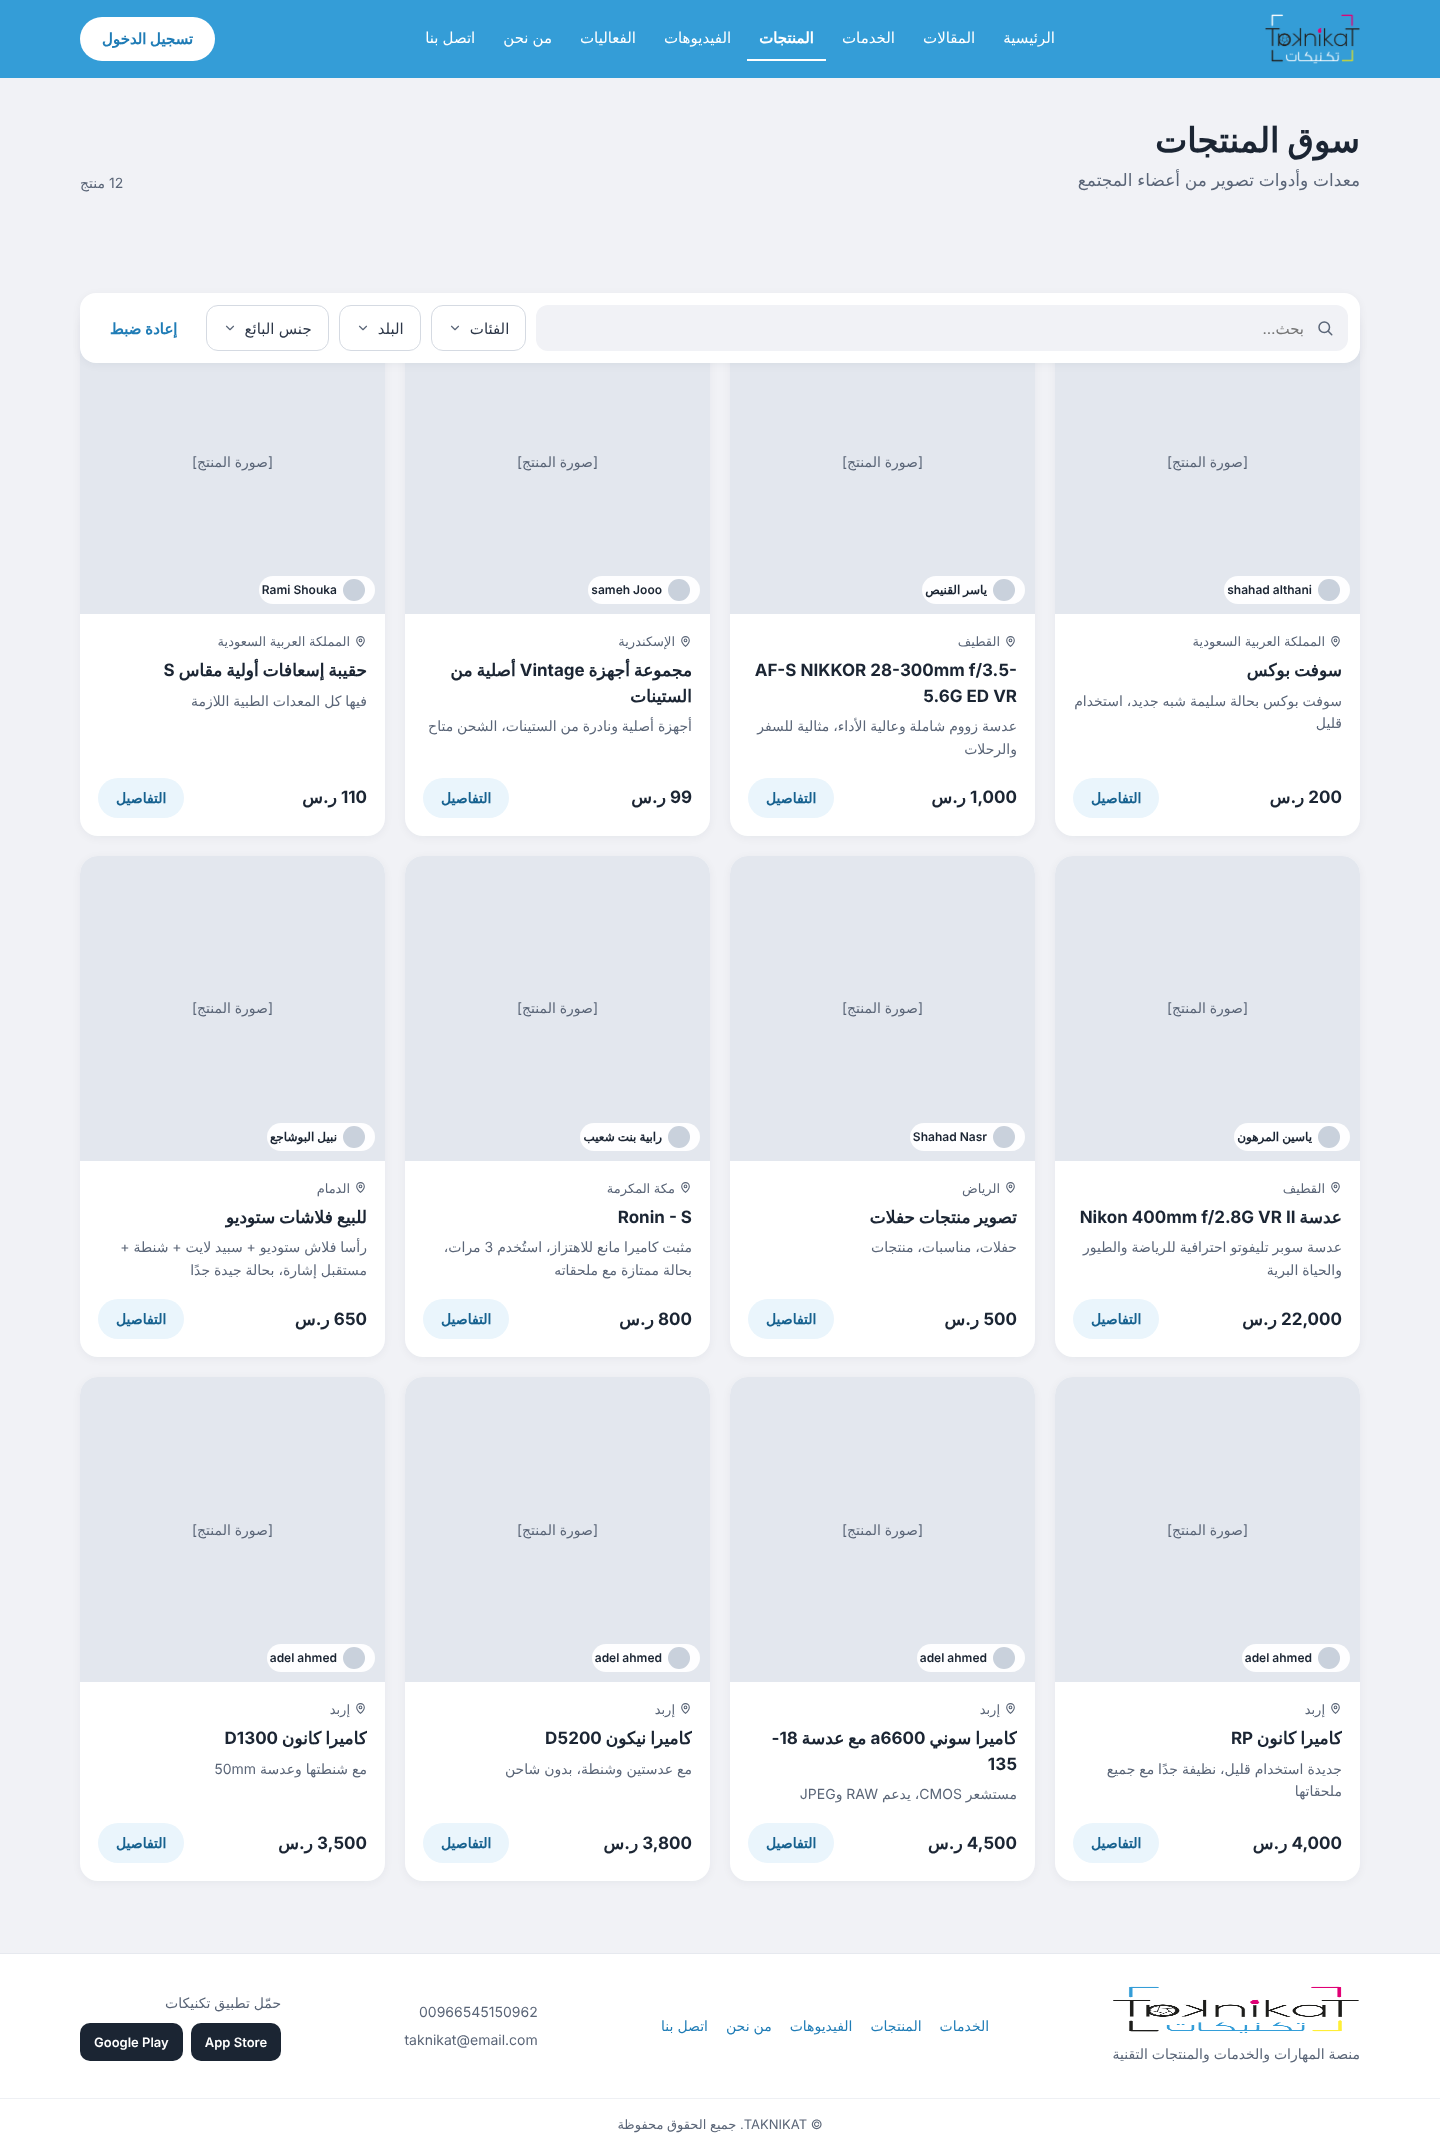 TaknikaT
تكنيكات
الرئيسية
المقالات
الخدمات
المنتجات
الفيديوهات
الفعاليات
من نحن
اتصل بنا
تسجيل الدخول
سوق المنتجات
معدات وأدوات تصوير من أعضاء المجتمع
12 منتج
بحث...
الفئات
البلد
جنس البائع
إعادة ضبط
[صورة المنتج]
shahad althani
المملكة العربية السعودية
سوفت بوكس
سوفت بوكس بحالة سليمة شبه جديد، استخدام
قليل
200 ر.س
التفاصيل
[صورة المنتج]
ياسر القنيص
القطيف
AF-S NIKKOR 28-300mm f/3.5-
5.6G ED VR
عدسة زووم شاملة وعالية الأداء، مثالية للسفر
والرحلات
1,000 ر.س
التفاصيل
[صورة المنتج]
sameh Jooo
الإسكندرية
مجموعة أجهزة Vintage أصلية من
الستينات
أجهزة أصلية ونادرة من الستينات، الشحن متاح
99 ر.س
التفاصيل
[صورة المنتج]
Rami Shouka
المملكة العربية السعودية
حقيبة إسعافات أولية مقاس S
فيها كل المعدات الطبية اللازمة
110 ر.س
التفاصيل
[صورة المنتج]
ياسين المرهون
القطيف
عدسة Nikon 400mm f/2.8G VR II
عدسة سوبر تليفوتو احترافية للرياضة والطيور
والحياة البرية
22,000 ر.س
التفاصيل
[صورة المنتج]
Shahad Nasr
الرياض
تصوير منتجات حفلات
حفلات، مناسبات، منتجات
500 ر.س
التفاصيل
[صورة المنتج]
رابية بنت شعيب
مكة المكرمة
Ronin - S
مثبت كاميرا مانع للاهتزاز، استُخدم 3 مرات،
بحالة ممتازة مع ملحقاته
800 ر.س
التفاصيل
[صورة المنتج]
نبيل البوشاجع
الدمام
للبيع فلاشات ستوديو
رأسا فلاش ستوديو + سبيد لايت + شنطة +
مستقبل إشارة، بحالة جيدة جدًا
650 ر.س
التفاصيل
[صورة المنتج]
adel ahmed
إربد
كاميرا كانون RP
جديدة استخدام قليل، نظيفة جدًا مع جميع
ملحقاتها
4,000 ر.س
التفاصيل
[صورة المنتج]
adel ahmed
إربد
كاميرا سوني a6600 مع عدسة 18-
135
مستشعر CMOS، يدعم RAW وJPEG
4,500 ر.س
التفاصيل
[صورة المنتج]
adel ahmed
إربد
كاميرا نيكون D5200
مع عدستين وشنطة، بدون شاحن
3,800 ر.س
التفاصيل
[صورة المنتج]
adel ahmed
إربد
كاميرا كانون D1300
مع شنطتها وعدسة 50mm
3,500 ر.س
التفاصيل
TaknikaT
تكنيكات
منصة المهارات والخدمات والمنتجات التقنية
الخدمات
المنتجات
الفيديوهات
من نحن
اتصل بنا
00966545150962
taknikat@email.com
حمّل تطبيق تكنيكات
App Store
Google Play
© TAKNIKAT. جميع الحقوق محفوظة